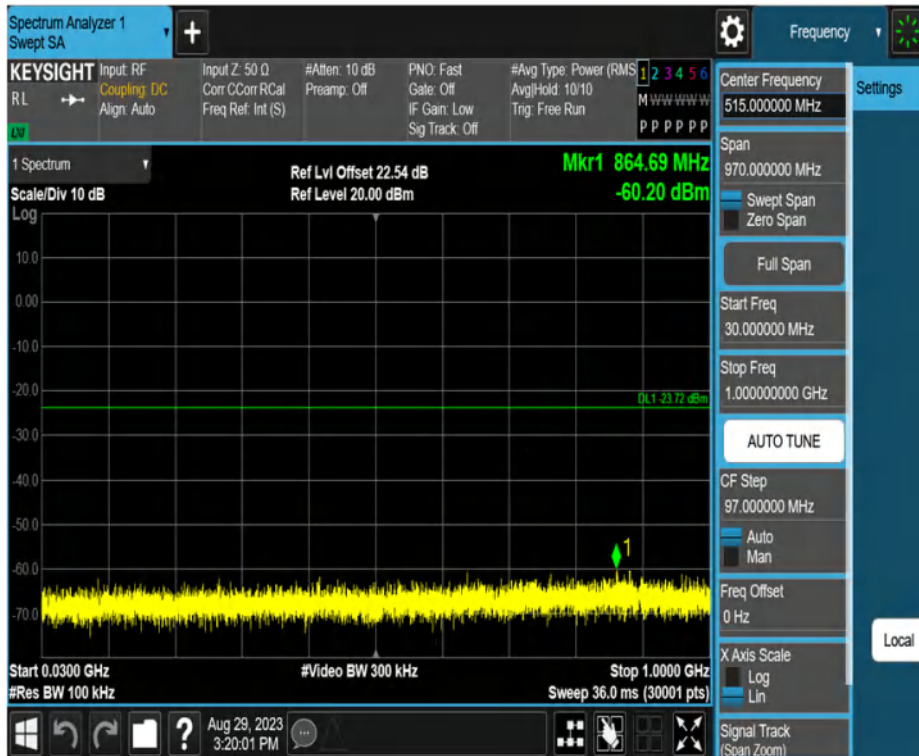 Spectrum Analyzer 1
Swept SA
Frequency
KEYSIGHT
RL
LXI
Input: RF
Coupling: DC
Align: Auto
Input Z: 50 Ω
Corr CCorr RCal
Freq Ref: Int (S)
#Atten: 10 dB
Preamp: Off
PNO: Fast
Gate: Off
IF Gain: Low
Sig Track: Off
#Avg Type: Power (RMS
Avg|Hold: 10/10
Trig: Free Run
1 2 3 4 5 6
M W W W W W
P P P P P P
1 Spectrum
Scale/Div 10 dB
Ref Lvl Offset 22.54 dB
Ref Level 20.00 dBm
Mkr1 864.69 MHz
-60.20 dBm
Log
10.0
0.00
-10.0
-20.0
-30.0
-40.0
-50.0
-60.0
-70.0
DL1 -23.72 dBm
1
Start 0.0300 GHz
#Res BW 100 kHz
#Video BW 300 kHz
Stop 1.0000 GHz
Sweep 36.0 ms (30001 pts)
?
Aug 29, 2023
3:20:01 PM
Center Frequency
515.000000 MHz
Span
970.000000 MHz
Swept Span
Zero Span
Full Span
Start Freq
30.000000 MHz
Stop Freq
1.000000000 GHz
AUTO TUNE
CF Step
97.000000 MHz
Auto
Man
Freq Offset
0 Hz
X Axis Scale
Log
Lin
Signal Track
(Span Zoom)
Settings
Local